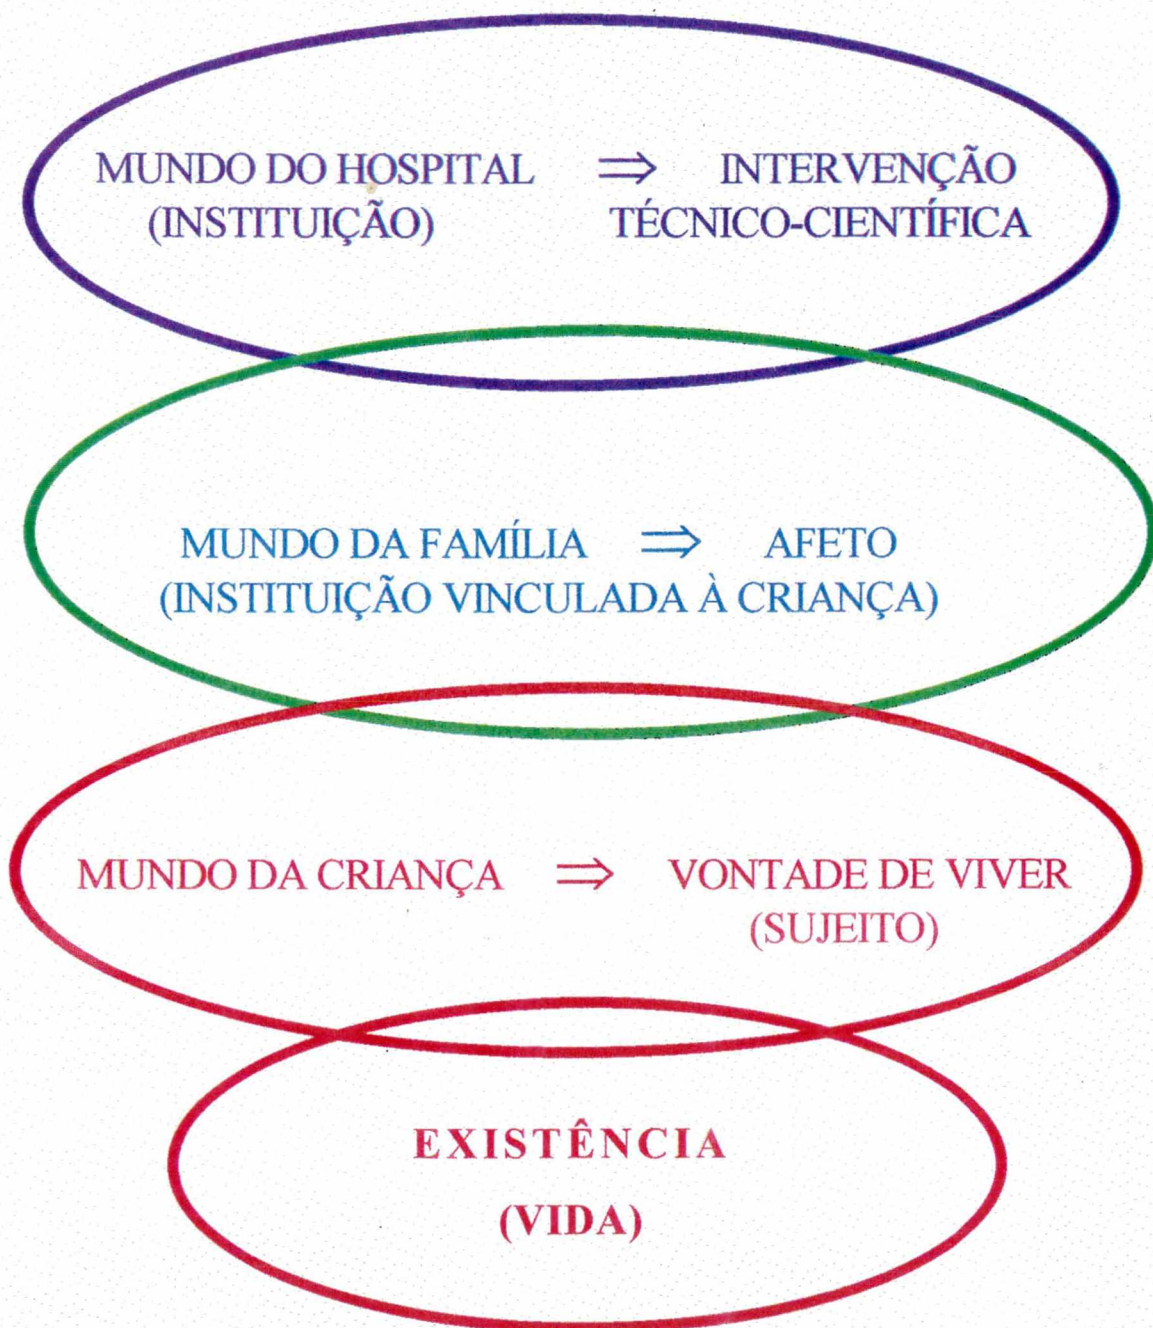 MUNDO DO HOSPITAL ⇒ INTERVENÇÃO
(INSTITUIÇÃO) TÉCNICO-CIENTÍFICA
MUNDO DA FAMÍLIA ⇒ AFETO
(INSTITUIÇÃO VINCULADA À CRIANÇA)
MUNDO DA CRIANÇA ⇒ VONTADE DE VIVER
(SUJEITO)
EXISTÊNCIA
(VIDA)